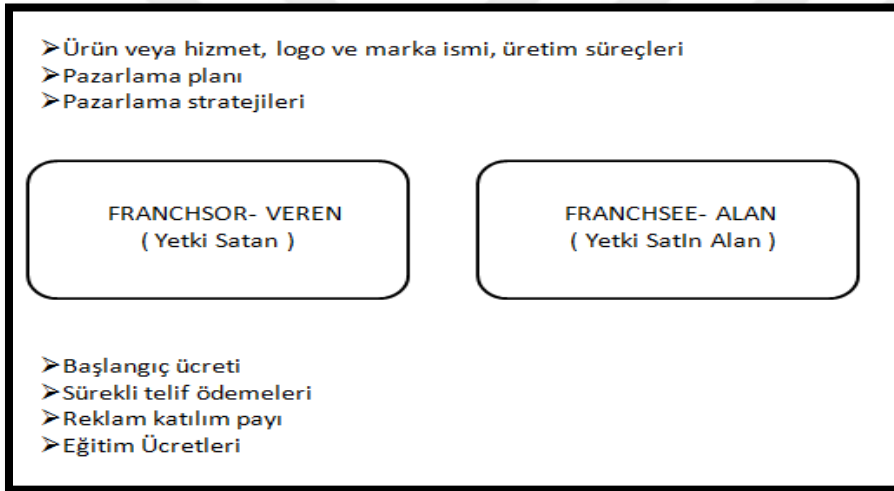 ➢Ürün veya hizmet, logo ve marka ismi, üretim süreçleri
➢Pazarlama planı
➢Pazarlama stratejileri
FRANCHSOR- VEREN
( Yetki Satan )
FRANCHSEE- ALAN
( Yetki SatIn Alan )
➢Başlangıç ücreti
➢Sürekli telif ödemeleri
➢Reklam katılım payı
➢Eğitim Ücretleri